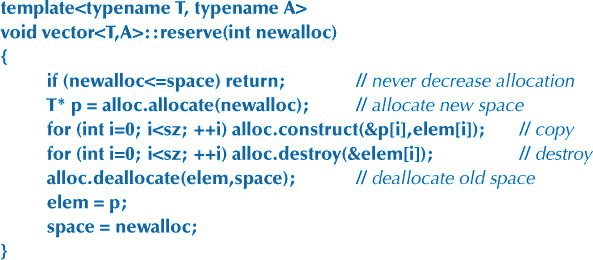 template<typename T, typename A>
void vector<T,A>::reserve(int newalloc)
{
if (newalloc<=space) return; // never decrease allocation
T* p = alloc.allocate(newalloc); // allocate new space
for (int i=0; i<sz; ++i) alloc.construct(&p[i],elem[i]); // copy
for (int i=0; i<sz; ++i) alloc.destroy(&elem[i]); // destroy
alloc.deallocate(elem,space); // deallocate old space
elem = p;
space = newalloc;
}